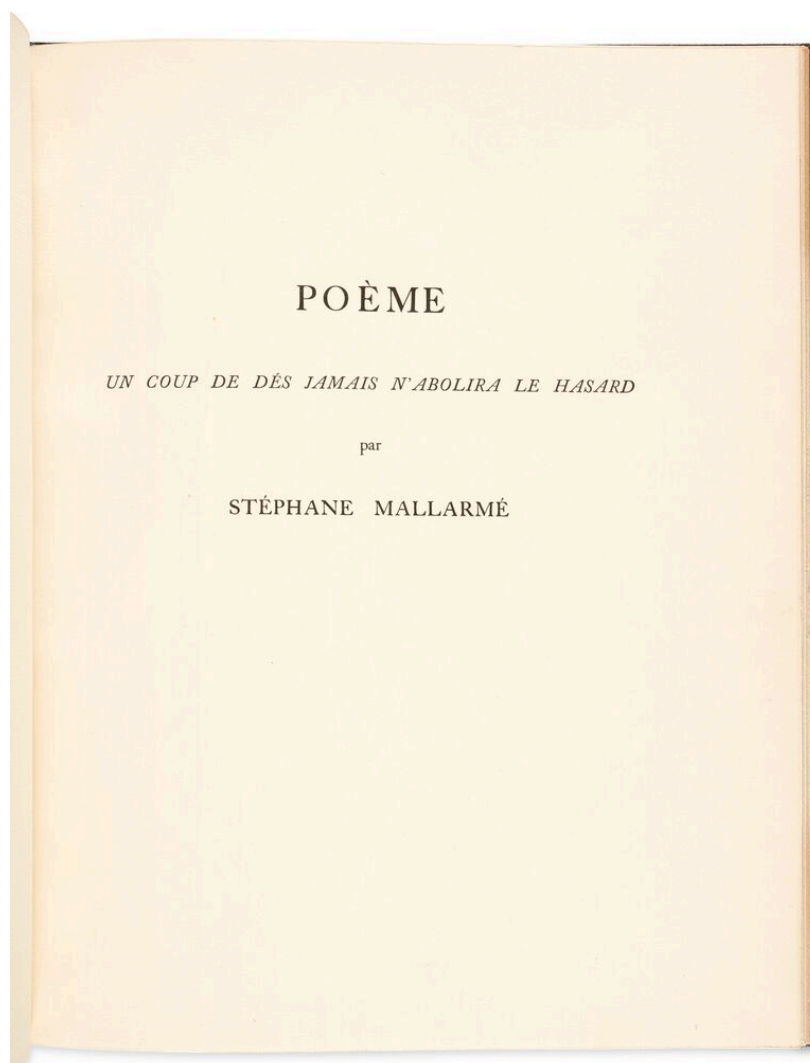 POÈME
UN COUP DE DÉS JAMAIS N'ABOLIRA LE HASARD
par
STÉPHANE MALLARMÉ